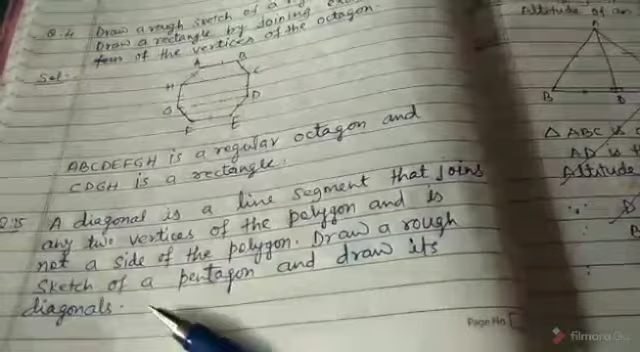 Q.4 Draw a rough sketch of a
Draw a rectangle by joining
four of the vertices of the octagon.
Sol.
A B
H C
G D
F E
ABCDEFGH is a regular octagon and
CDGH is a rectangle.
Q.5 A diagonal is a line segment that joins
any two vertices of the polygon and is
not a side of the polygon. Draw a rough
sketch of a pentagon and draw its
diagonals.
Altitude of an
A
B D
Δ ABC is
AD is
Altitude
∵
∴
Page No
filmora